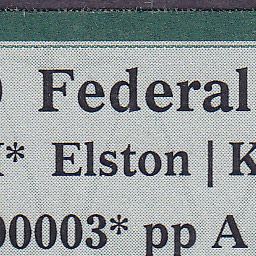 Federal
* Elston | K
00003* pp A